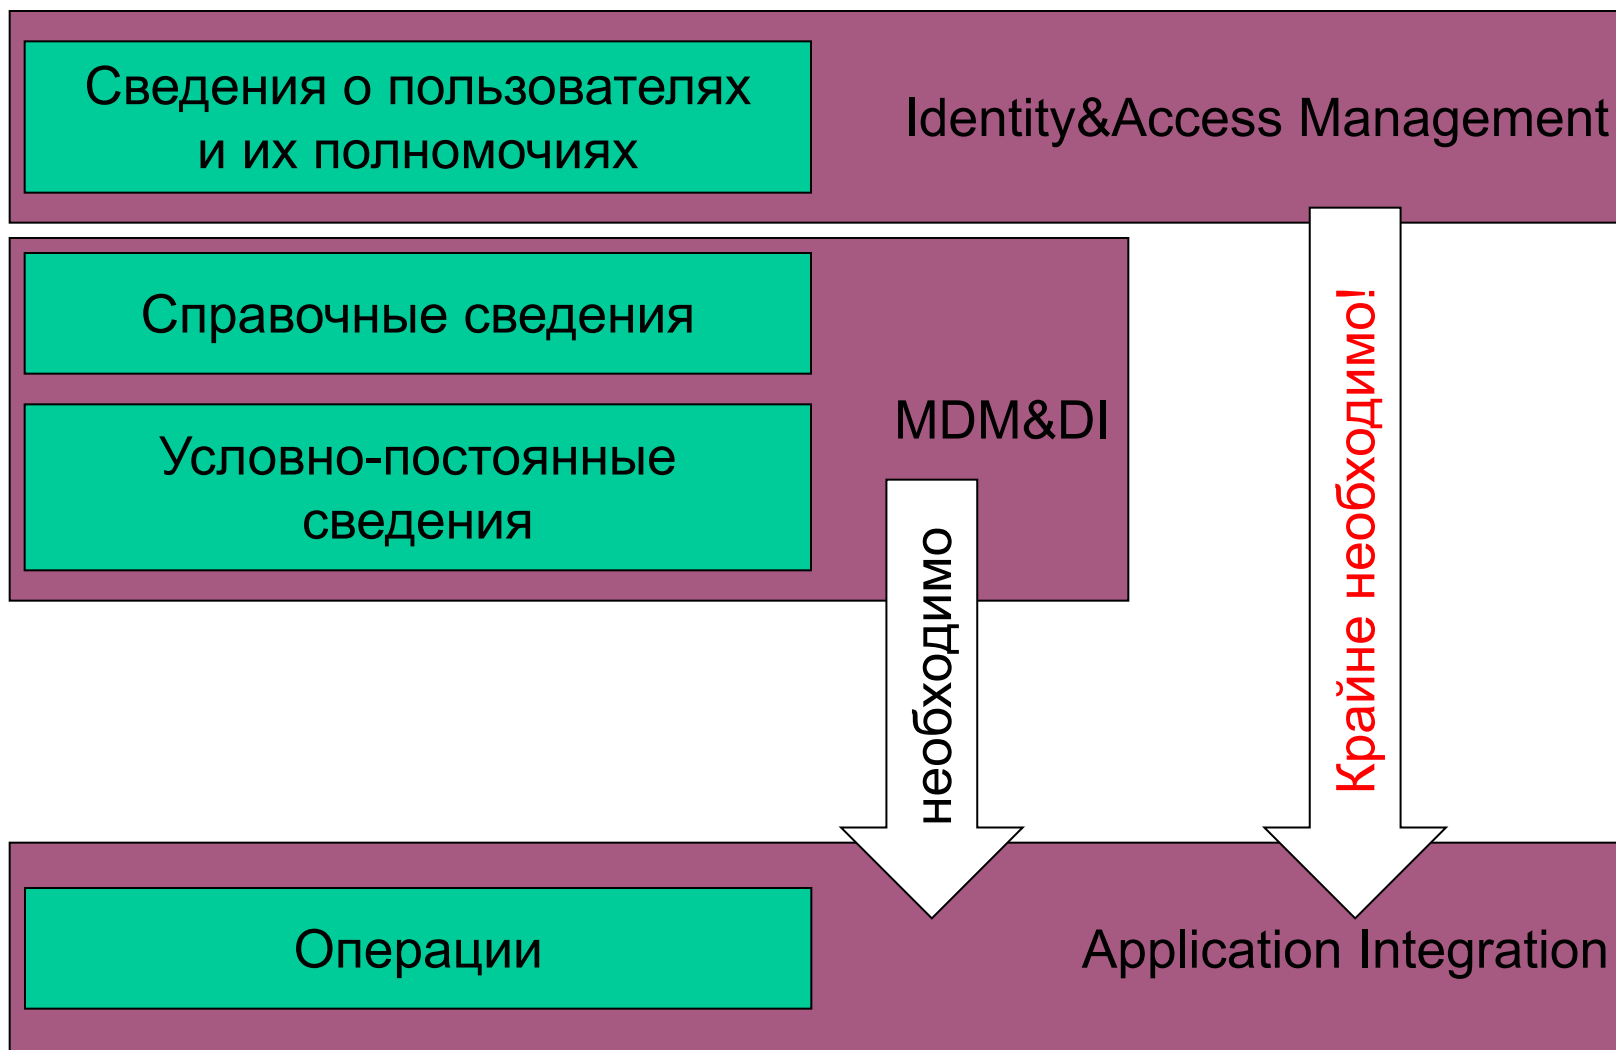 Сведения о пользователях
и их полномочиях
Identity&Access Management
Справочные сведения
MDM&DI
Условно-постоянные
сведения
необходимо
Крайне необходимо!
Операции
Application Integration